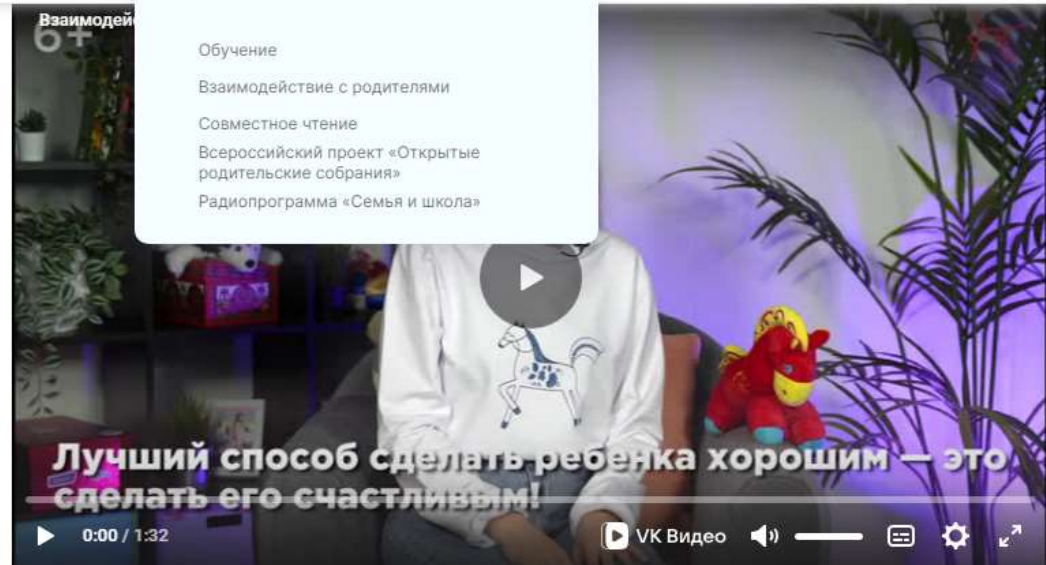 Взаимодей
6+
Обучение
Взаимодействие с родителями
Совместное чтение
Всероссийский проект «Открытые
родительские собрания»
Радиопрограмма «Семья и школа»
Лучший способ сделать ребенка хорошим — это
сделать его счастливым!
0:00 / 1:32
VK Видео